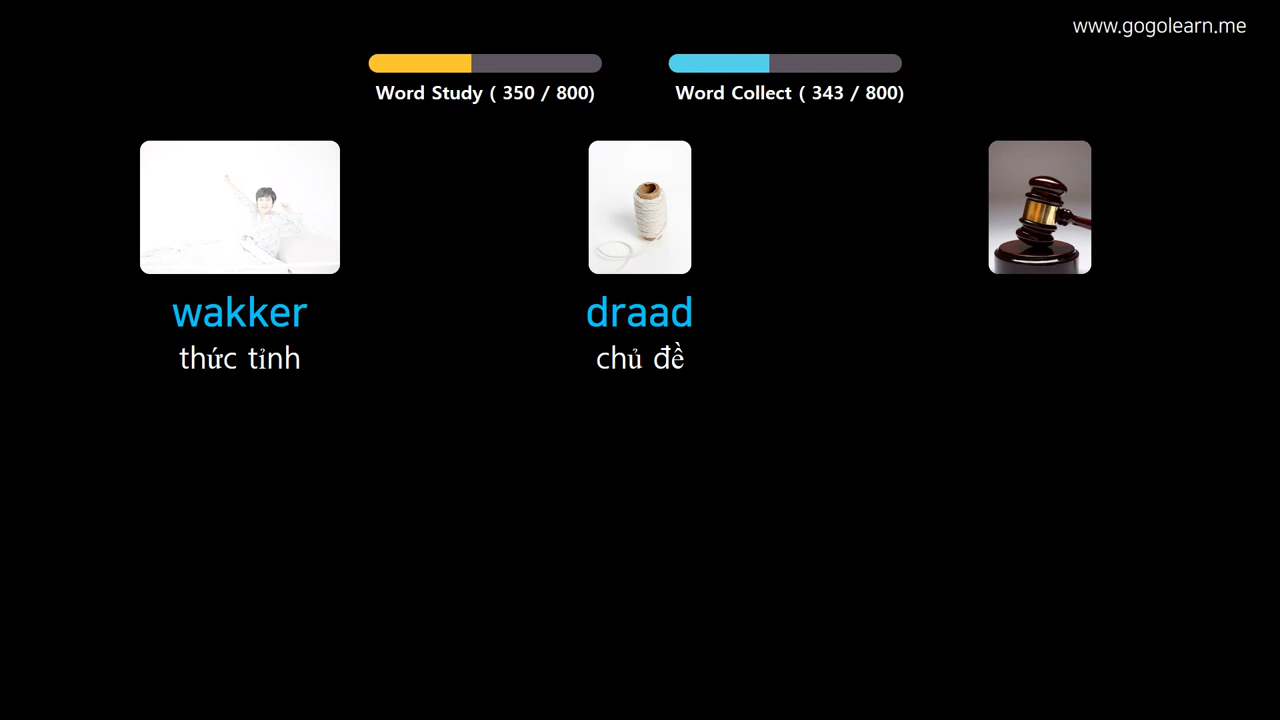 www.gogolearn.me
Word Study ( 350 / 800)
Word Collect ( 343 / 800)
wakker
thức tỉnh
draad
chủ đề